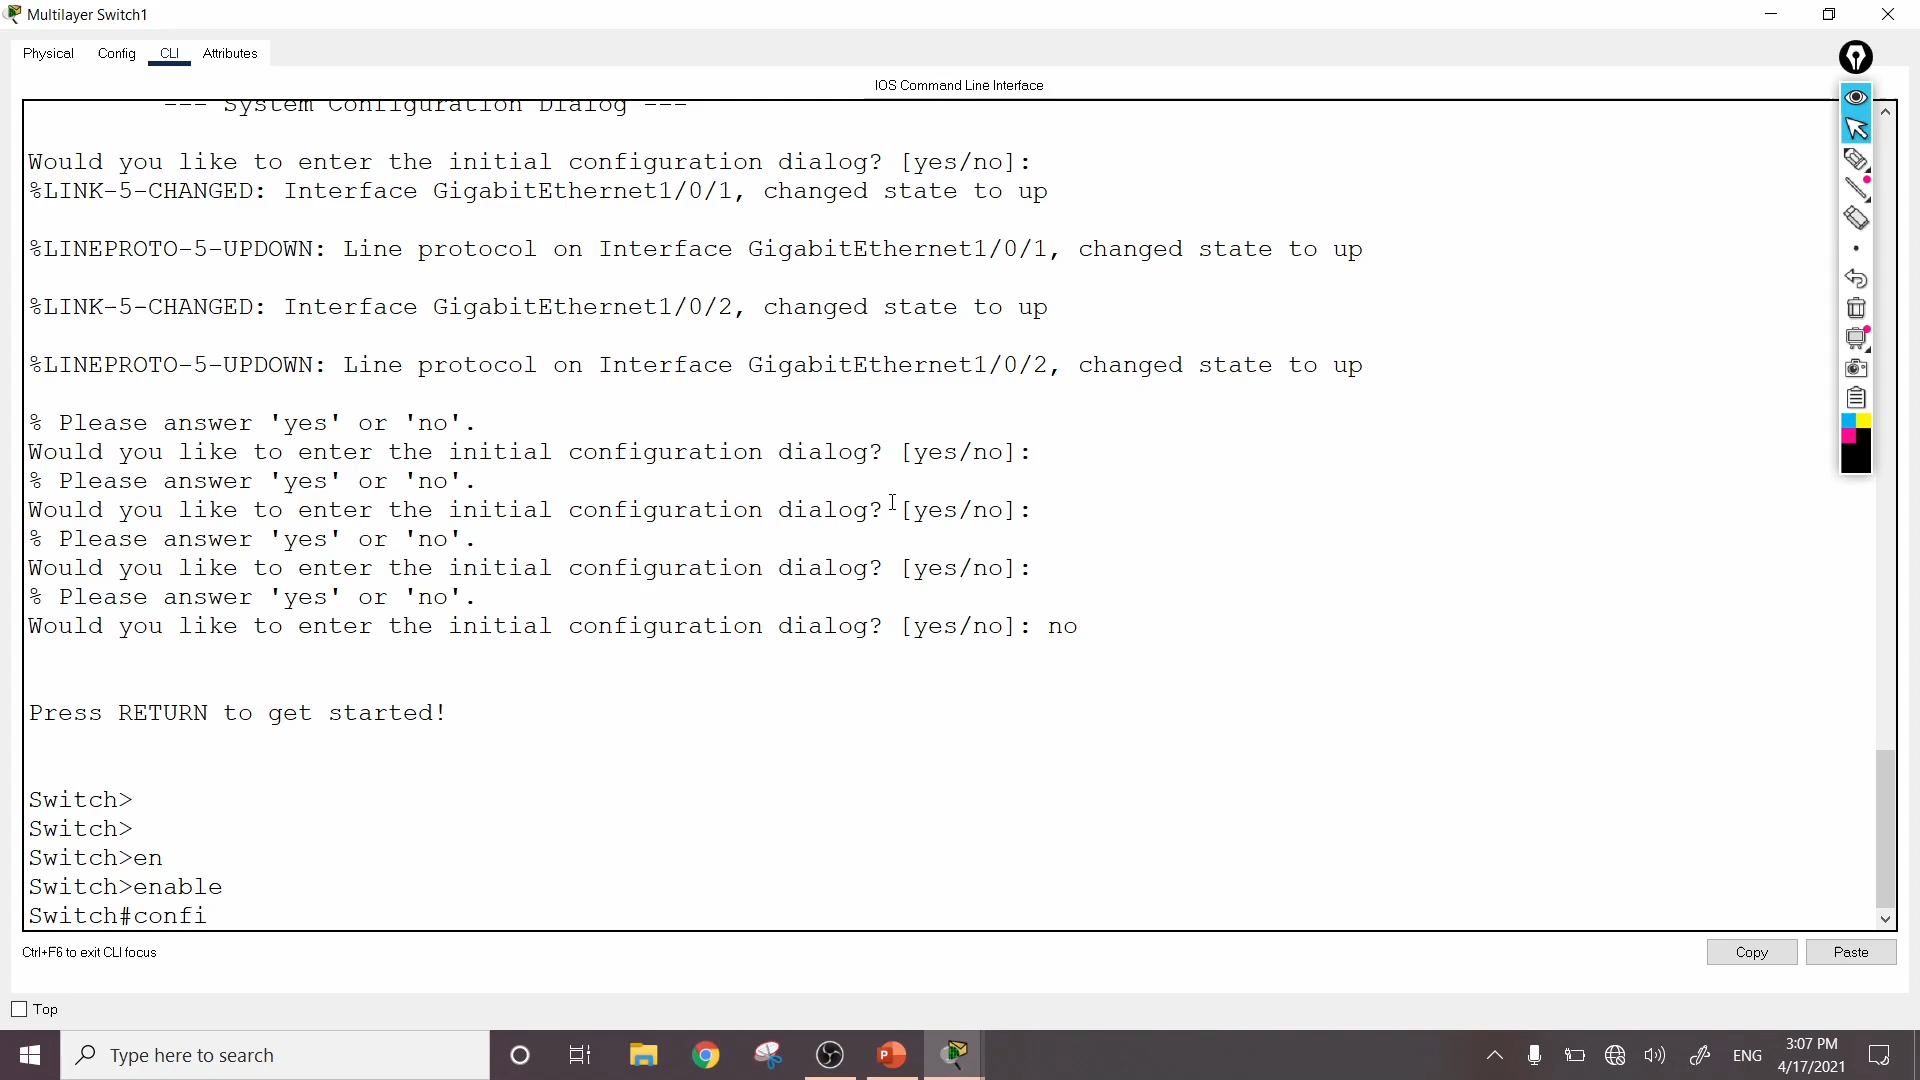 Multilayer Switch1
Physical Config CLI Attributes
IOS Command Line Interface
--- System Configuration Dialog ---
Would you like to enter the initial configuration dialog? [yes/no]:
%LINK-5-CHANGED: Interface GigabitEthernet1/0/1, changed state to up
%LINEPROTO-5-UPDOWN: Line protocol on Interface GigabitEthernet1/0/1, changed state to up
%LINK-5-CHANGED: Interface GigabitEthernet1/0/2, changed state to up
%LINEPROTO-5-UPDOWN: Line protocol on Interface GigabitEthernet1/0/2, changed state to up
% Please answer 'yes' or 'no'.
Would you like to enter the initial configuration dialog? [yes/no]:
% Please answer 'yes' or 'no'.
Would you like to enter the initial configuration dialog? [yes/no]:
% Please answer 'yes' or 'no'.
Would you like to enter the initial configuration dialog? [yes/no]:
% Please answer 'yes' or 'no'.
Would you like to enter the initial configuration dialog? [yes/no]: no
Press RETURN to get started!
Switch>
Switch>
Switch>en
Switch>enable
Switch#confi
Ctrl+F6 to exit CLI focus
Copy Paste
Top
Type here to search
P
ENG
3:07 PM
4/17/2021